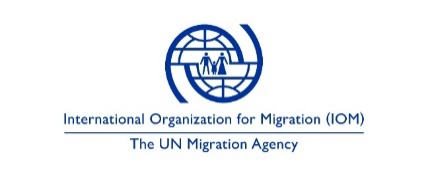 International Organization for Migration (IOM)
The UN Migration Agency